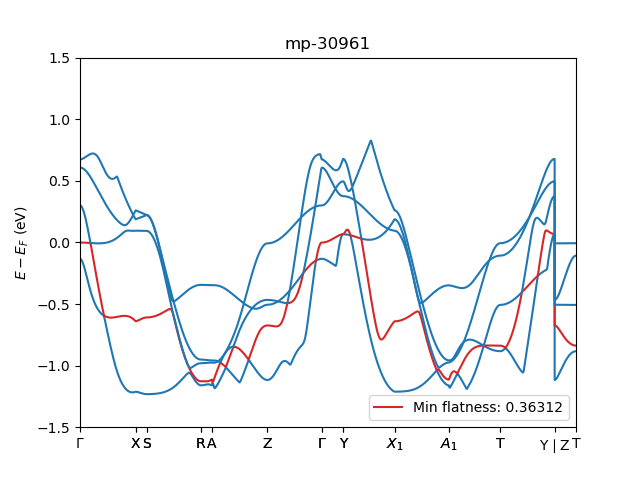 mp-30961
E − E_F (eV)
1.5
1.0
0.5
0.0
−0.5
−1.0
−1.5
Min flatness: 0.36312
Γ X S R A Z Γ Y X₁ A₁ T Y | Z T